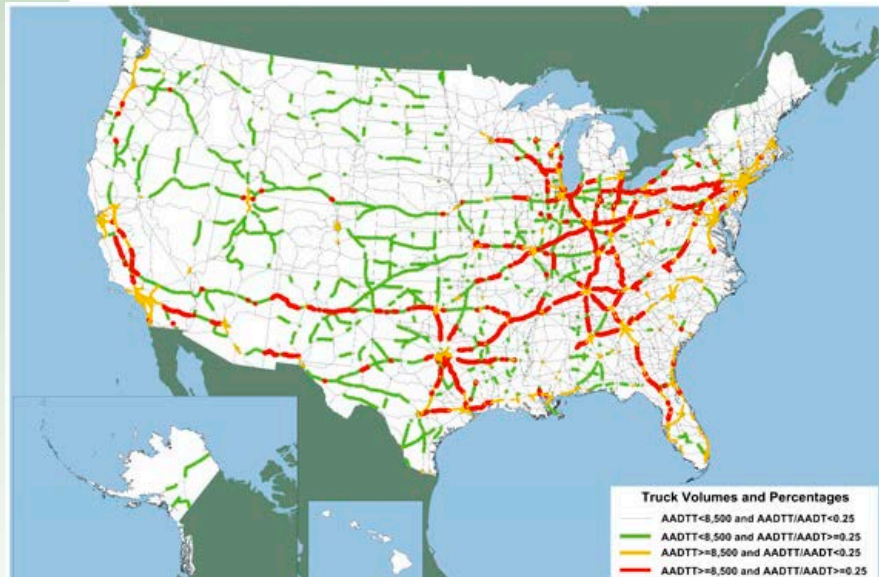 Truck Volumes and Percentages
AADTT<8,500 and AADTT/AADT<0.25
AADTT<8,500 and AADTT/AADT>=0.25
AADTT>=8,500 and AADTT/AADT<0.25
AADTT>=8,500 and AADTT/AADT>=0.25